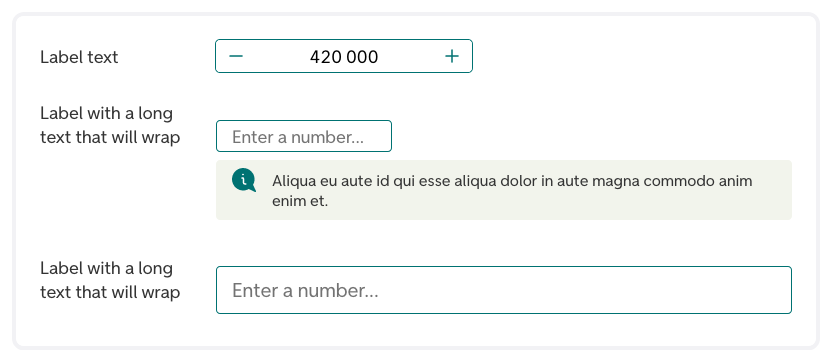 Label text
− 420 000 +
Label with a long
text that will wrap
Enter a number...
Aliqua eu aute id qui esse aliqua dolor in aute magna commodo anim
enim et.
Label with a long
text that will wrap
Enter a number...